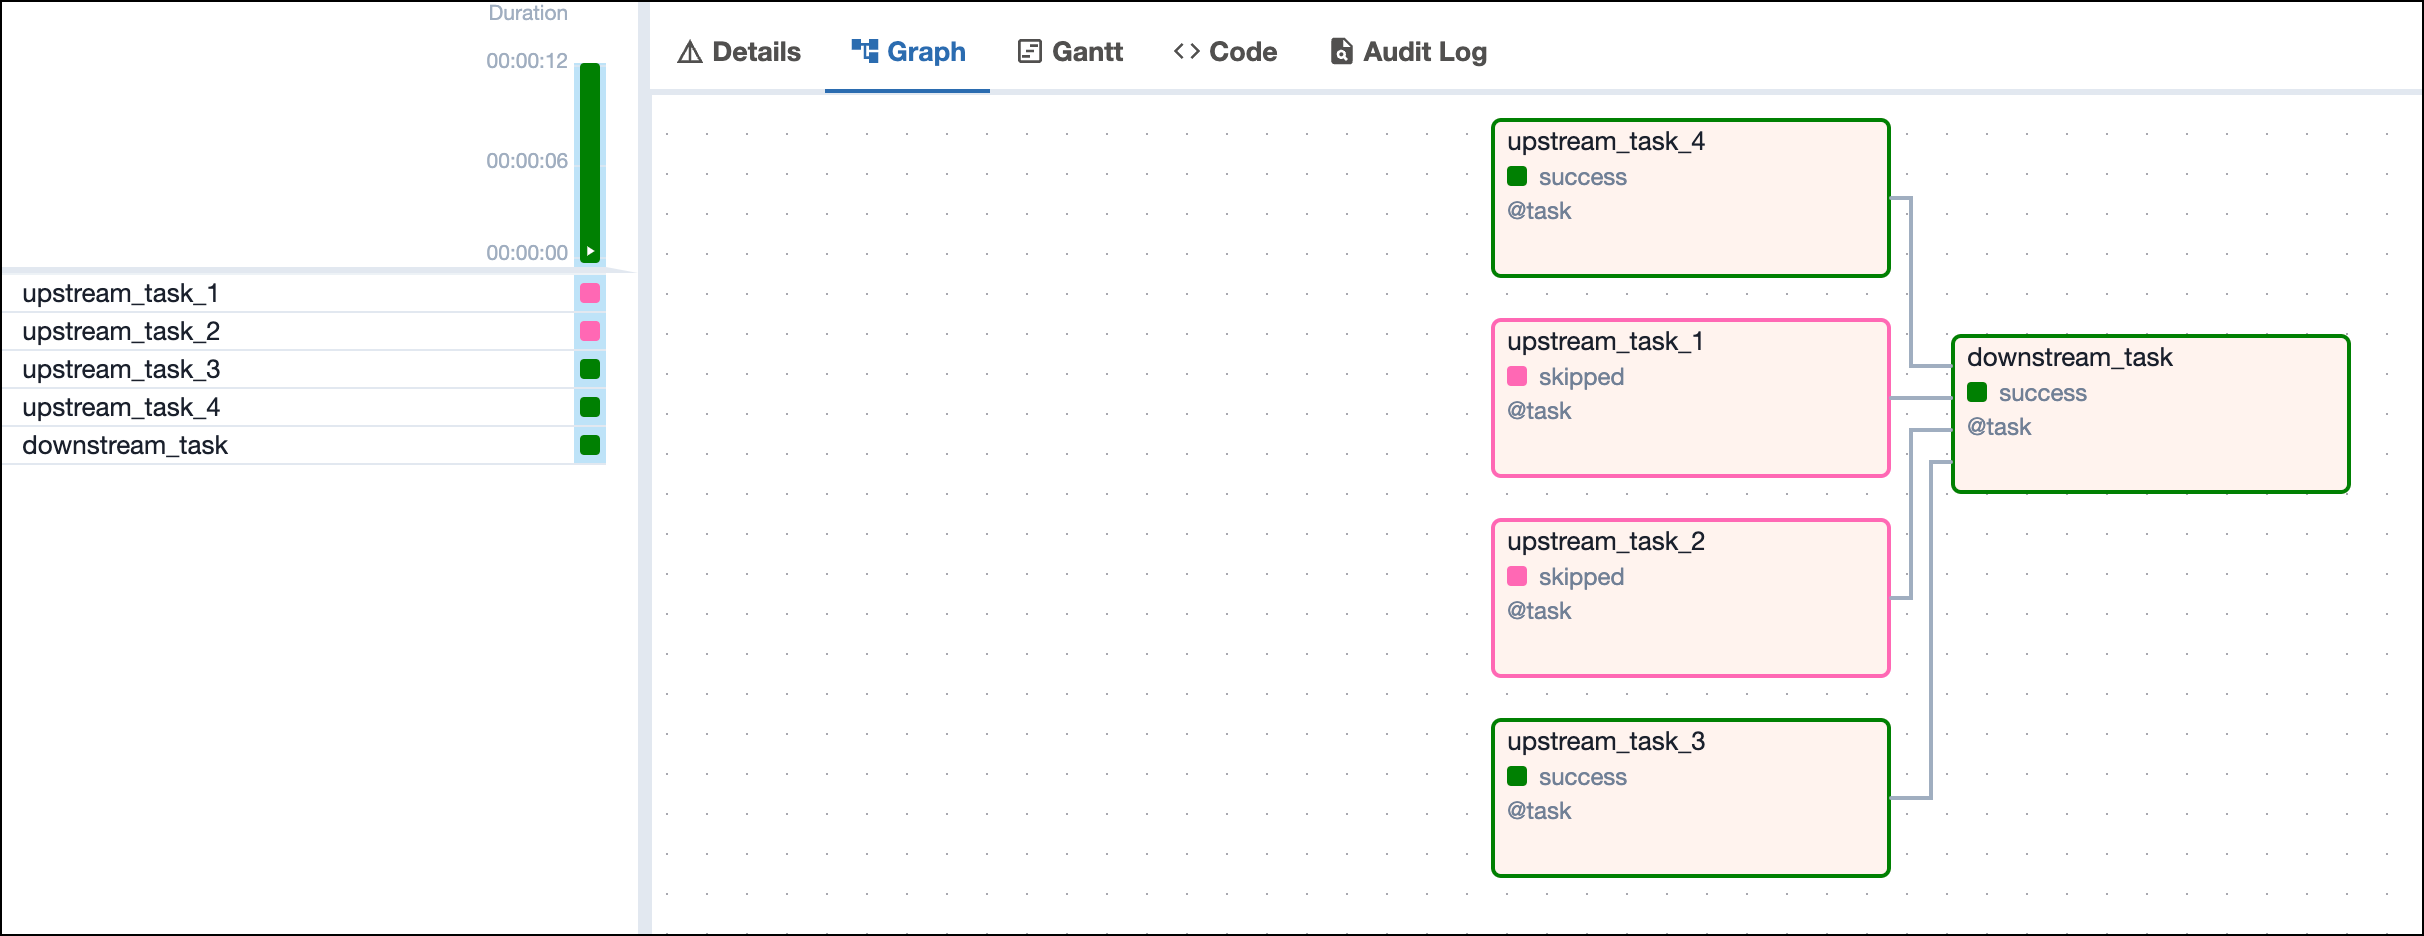 Duration
00:00:12
00:00:06
00:00:00
upstream_task_1
upstream_task_2
upstream_task_3
upstream_task_4
downstream_task
Details Graph Gantt Code Audit Log
upstream_task_4
success
@task
upstream_task_1
skipped
@task
upstream_task_2
skipped
@task
upstream_task_3
success
@task
downstream_task
success
@task